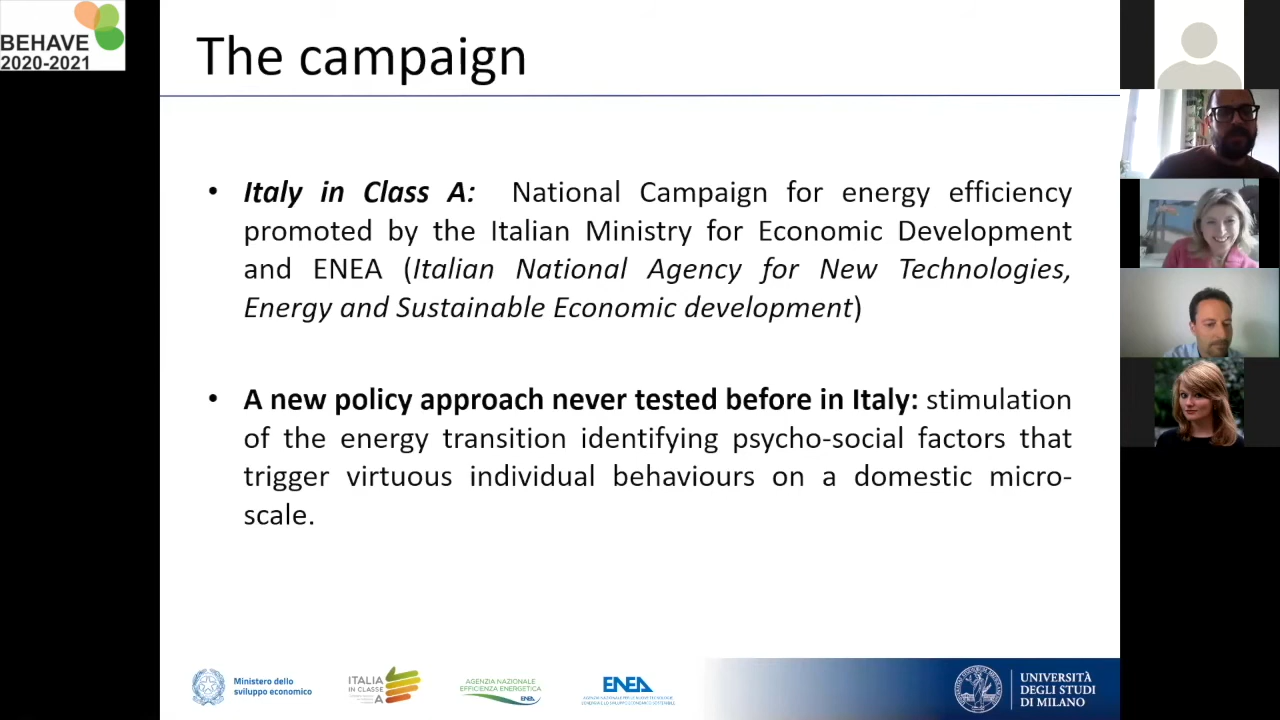 BEHAVE
2020-2021
The campaign
• Italy in Class A: National Campaign for energy efficiency
promoted by the Italian Ministry for Economic Development
and ENEA (Italian National Agency for New Technologies,
Energy and Sustainable Economic development)
• A new policy approach never tested before in Italy: stimulation
of the energy transition identifying psycho-social factors that
trigger virtuous individual behaviours on a domestic micro-
scale.
Ministero dello
sviluppo economico
ITALIA
IN CLASSE
A
AGENZIA NAZIONALE
EFFICIENZA ENERGETICA
ENEA
ENEA
UNIVERSITÀ
DEGLI STUDI
DI MILANO